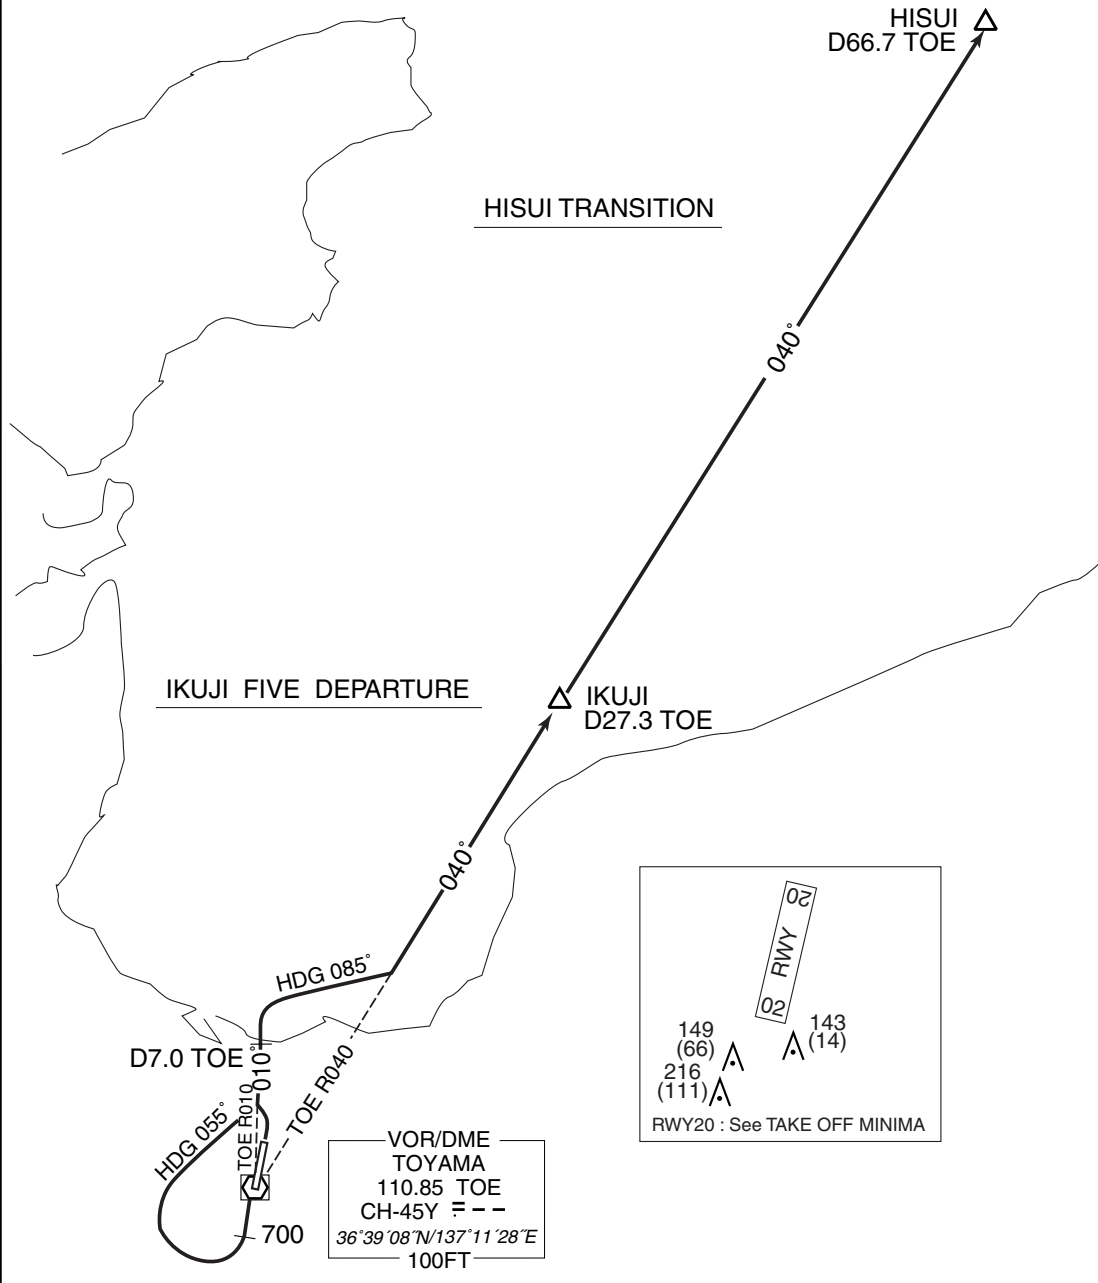 HISUI
D66.7 TOE
HISUI TRANSITION
040°
IKUJI FIVE DEPARTURE
IKUJI
D27.3 TOE
040°
HDG 085°
D7.0 TOE
010°
TOE R010
TOE R040
HDG 055°
700
VOR/DME
TOYAMA
110.85 TOE
CH-45Y
36°39´08˝N/137°11´28˝E
100FT
20
RWY
02
149
(66)
143
(14)
216
(111)
RWY20 : See TAKE OFF MINIMA